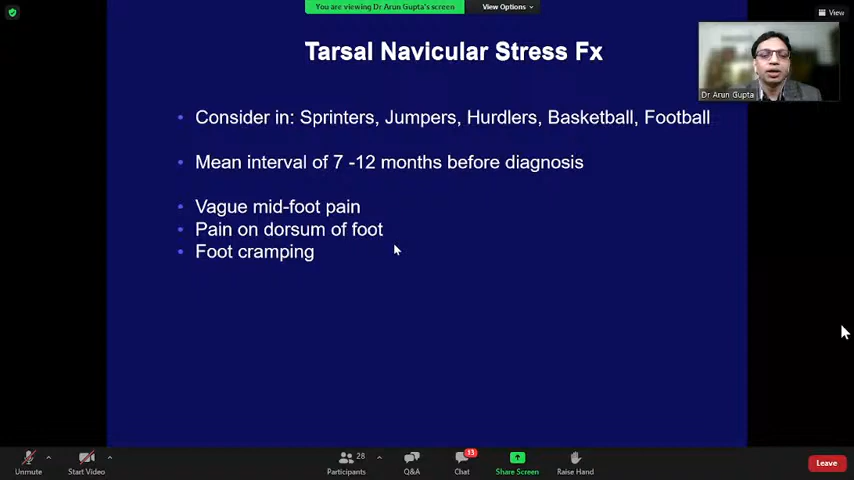 You are viewing Dr Arun Gupta's screen
View Options
View
Tarsal Navicular Stress Fx
Dr Arun Gupta
• Consider in: Sprinters, Jumpers, Hurdlers, Basketball, Football
• Mean interval of 7 -12 months before diagnosis
• Vague mid-foot pain
• Pain on dorsum of foot
• Foot cramping
Unmute
Start Video
28
Participants
Q&A
33
Chat
Share Screen
Raise Hand
Leave